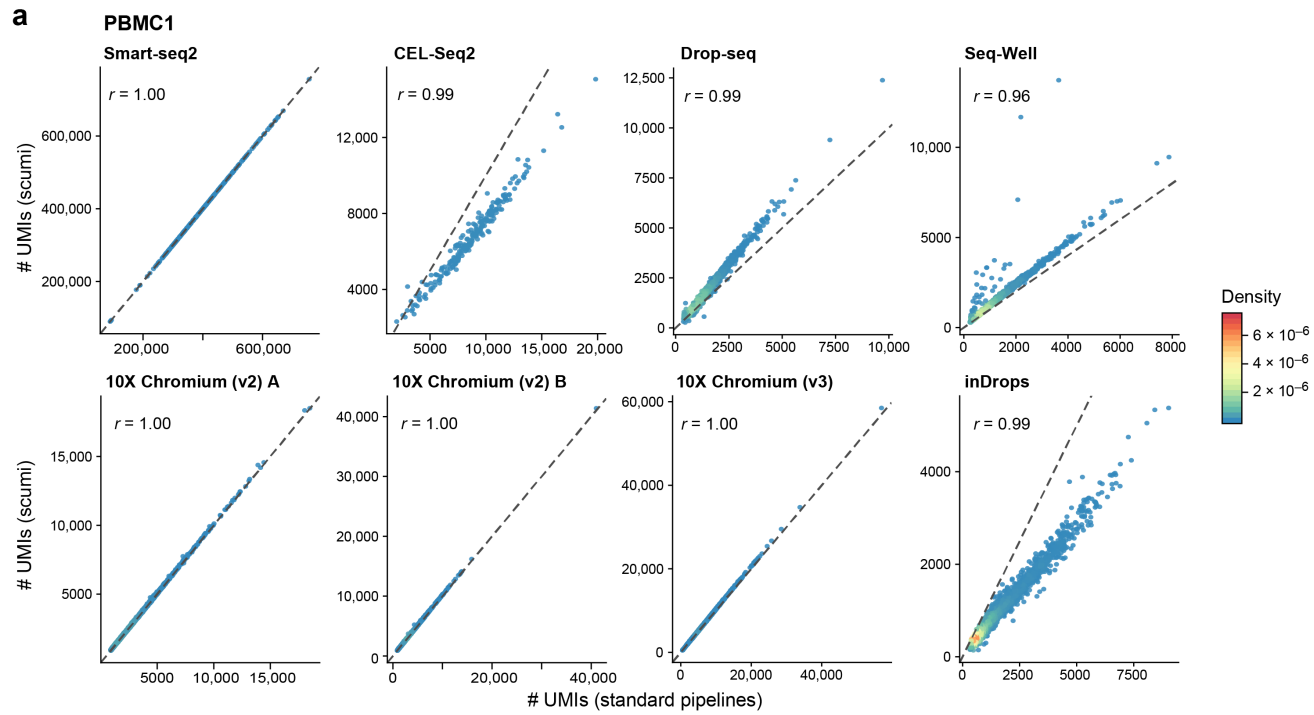 a
PBMC1
Smart-seq2
CEL-Seq2
Drop-seq
Seq-Well
r = 1.00
r = 0.99
r = 0.99
r = 0.96
# UMIs (scumi)
600,000
400,000
200,000
200,000 600,000
12,000
8000
4000
5000 10,000 15,000 20,000
12,500
10,000
7500
5000
2500
0
0 2500 5000 7500 10,000
10,000
5000
0
0 2000 4000 6000 8000
Density
6 × 10⁻⁶
4 × 10⁻⁶
2 × 10⁻⁶
10X Chromium (v2) A
10X Chromium (v2) B
10X Chromium (v3)
inDrops
r = 1.00
r = 1.00
r = 1.00
r = 0.99
# UMIs (scumi)
15,000
10,000
5000
5000 10,000 15,000
40,000
30,000
20,000
10,000
0
0 20,000 40,000
60,000
40,000
20,000
0
0 20,000 40,000
4000
2000
0
0 2500 5000 7500
# UMIs (standard pipelines)